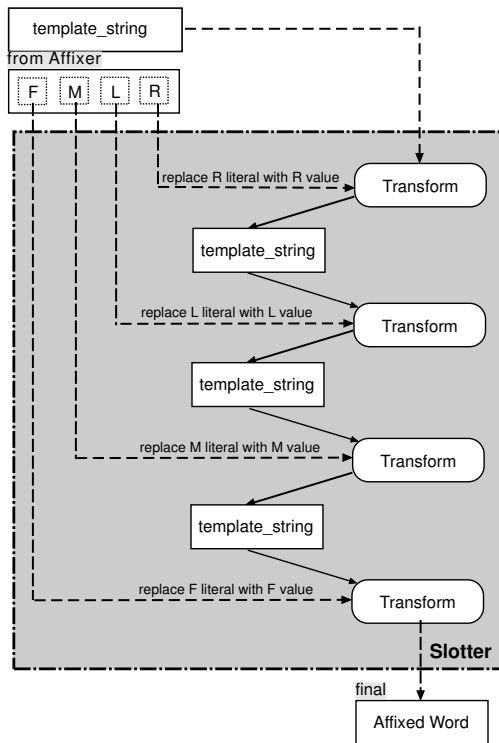 template_string
from Affixer
F M L R
replace R literal with R value
Transform
template_string
replace L literal with L value
Transform
template_string
replace M literal with M value
Transform
template_string
replace F literal with F value
Transform
Slotter
final
Affixed Word